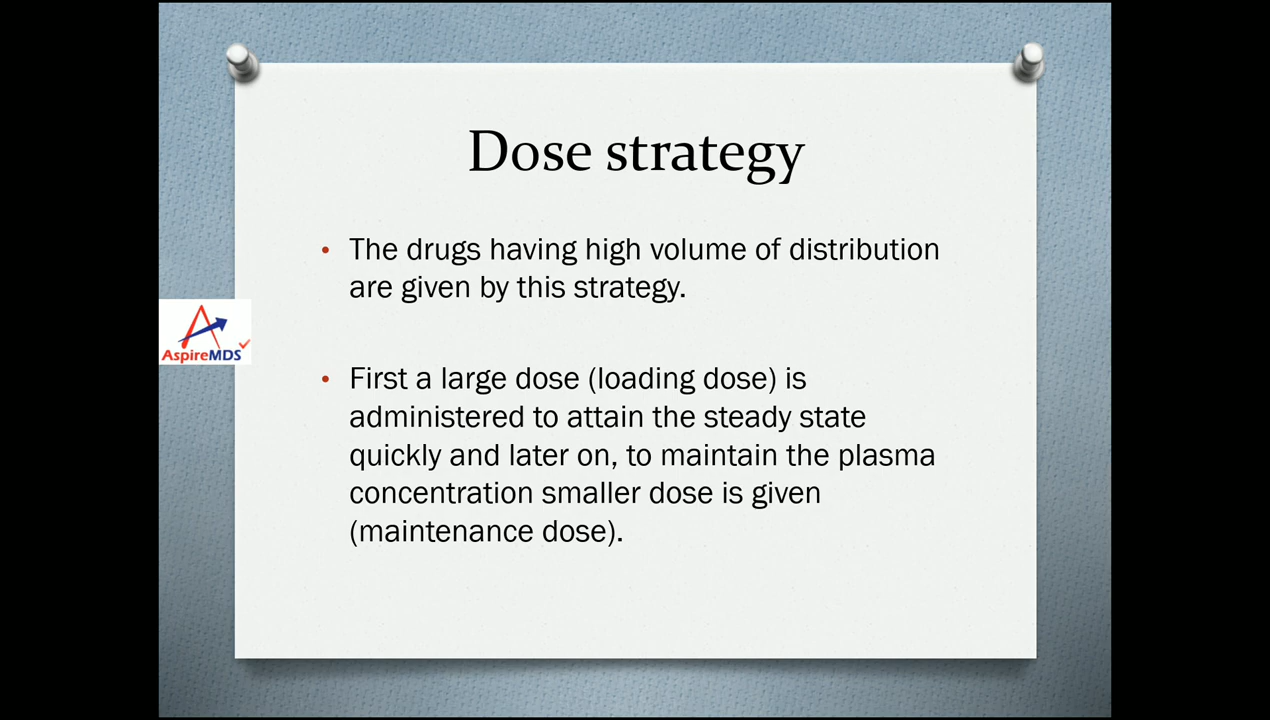 Dose strategy
• The drugs having high volume of distribution
are given by this strategy.
AspireMDS
• First a large dose (loading dose) is
administered to attain the steady state
quickly and later on, to maintain the plasma
concentration smaller dose is given
(maintenance dose).